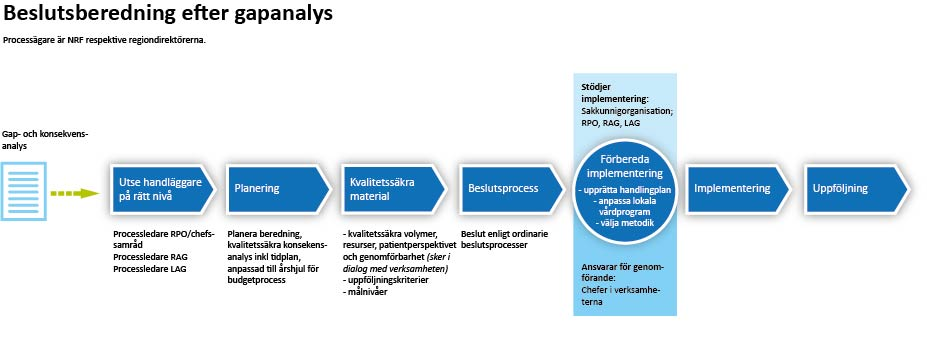 Beslutsberedning efter gapanalys
Processägare är NRF respektive regiondirektörerna.
Gap- och konsekvens-
analys
Utse handläggare
på rätt nivå
Processledare RPO/chefs-
samråd
Processledare RAG
Processledare LAG
Planering
Planera beredning,
kvalitetssäkra konsekens-
analys inkl tidplan,
anpassad till årshjul för
budgetprocess
Kvalitetssäkra
material
- kvalitetssäkra volymer,
resurser, patientperspektivet
och genomförbarhet (sker i
dialog med verksamheten)
- uppföljningskriterier
- målnivåer
Beslutsprocess
Beslut enligt ordinarie
beslutsprocesser
Stödjer
implementering:
Sakkunnigorganisation;
RPO, RAG, LAG
Förbereda
implementering
- upprätta handlingplan
- anpassa lokala
vårdprogram
- välja metodik
Ansvarar för genom-
förande:
Chefer i verksamhe-
terna
Implementering
Uppföljning